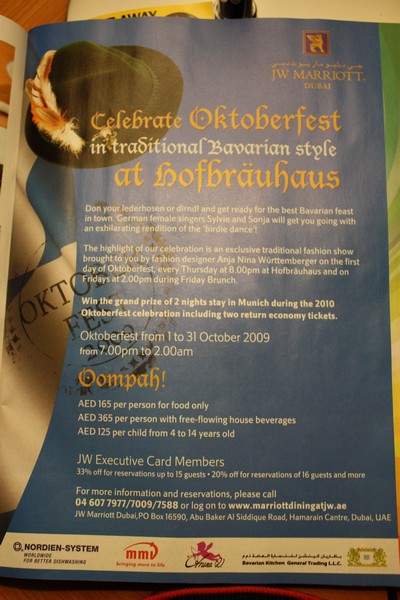 AWAY
JW MARRIOTT.
DUBAI
Celebrate Oktoberfest
in traditional Bavarian style
at Hofbräuhaus
Don your lederhosen or dirndl and get ready for the best Bavarian feast
in town. German female singers Sylvie and Sonja will get you going with
an exhilarating rendition of the 'birdie dance'!
The highlight of our celebration is an exclusive traditional fashion show
brought to you by fashion designer Anja Nina Württemberger on the first
day of Oktoberfest, every Thursday at 8.00pm at Hofbräuhaus and on
Fridays at 2.00pm during Friday Brunch.
Win the grand prize of 2 nights stay in Munich during the 2010
Oktoberfest celebration including two return economy tickets.
OKTO
FES
Oktoberfest from 1 to 31 October 2009
from 7.00pm to 2.00am
Oompah!
AED 165 per person for food only
AED 365 per person with free-flowing house beverages
AED 125 per child from 4 to 14 years old
JW Executive Card Members
33% off for reservations up to 15 guests • 20% off for reservations of 16 guests and more
For more information and reservations, please call
04 607 7977/7009/7588 or log on to www.marriottdiningatjw.ae
JW Marriott Dubai,PO Box 16590, Abu Baker Al Siddique Road, Hamarain Cantre, Dubai, UAE
NORDIEN-SYSTEM
WORLDWIDE
FOR BETTER DISHWASHING
mmi
bringing more to life
Bavarian Kitchen General Trading L.L.C.